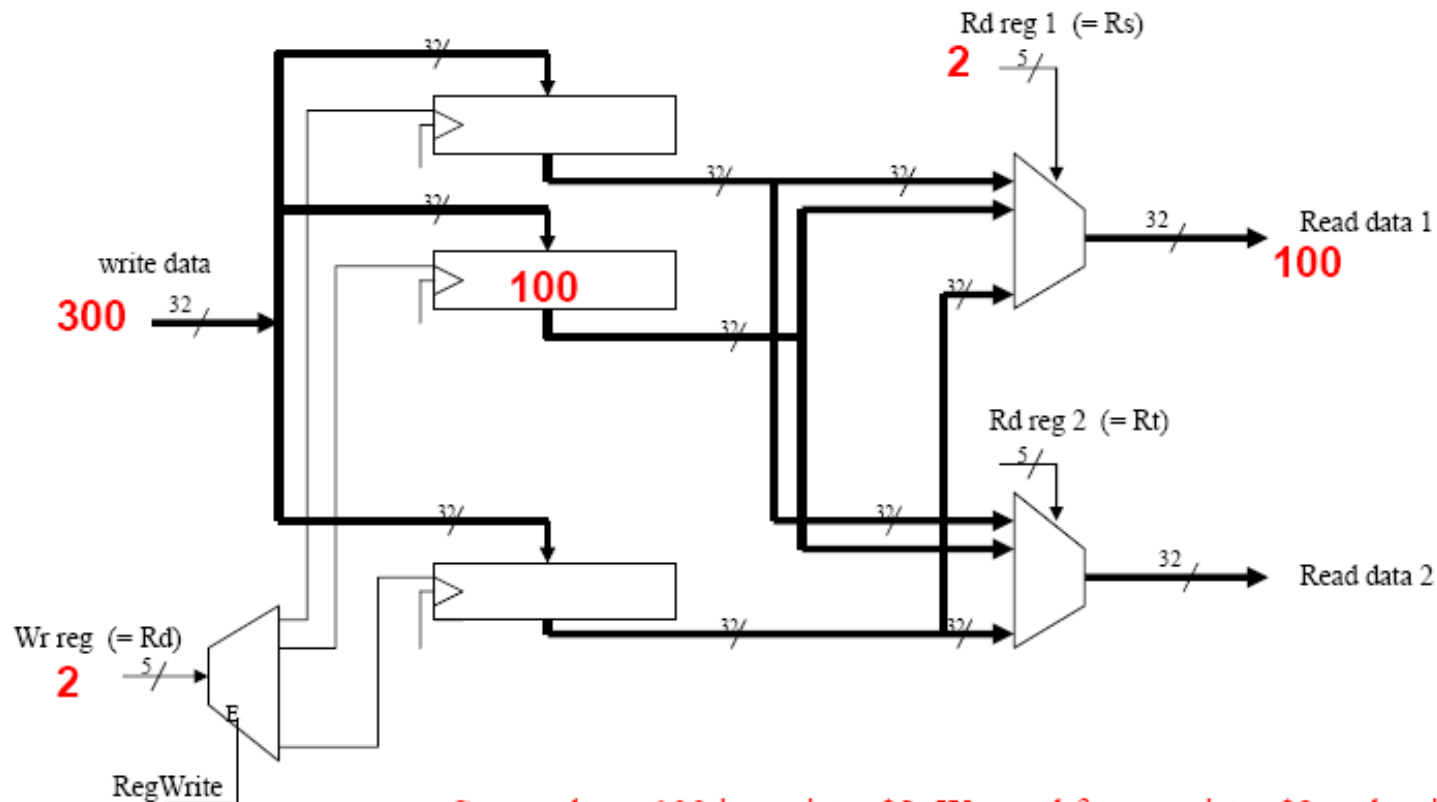 Rd reg 1 (= Rs)
2
5
32
32
32
32
32
Read data 1
100
write data
300
32
100
32
32
Rd reg 2 (= Rt)
5
32
32
32
Read data 2
32
32
Wr reg (= Rd)
2
5
E
RegWrite